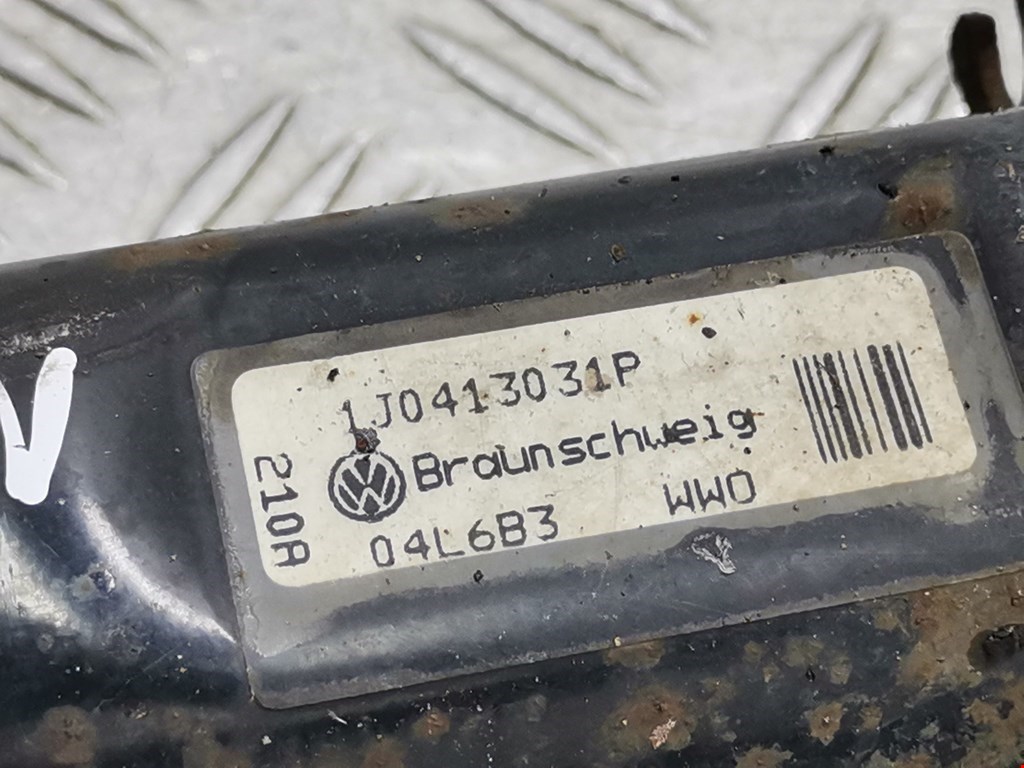 1J0413031P
Braunschweig
04L6B3 WWO
210A
V